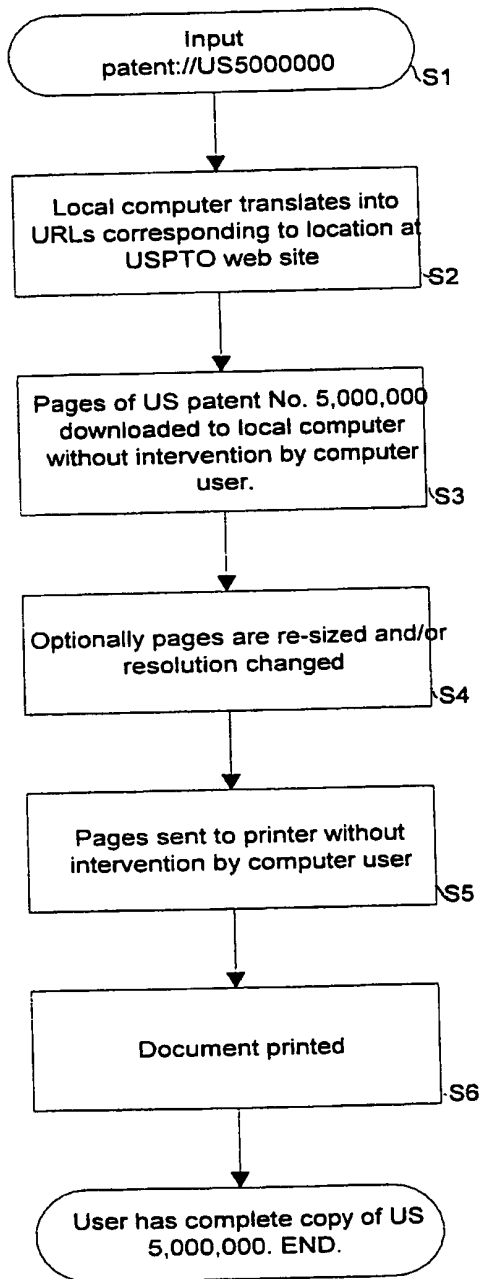 Input
patent://US5000000
S1
Local computer translates into
URLs corresponding to location at
USPTO web site
S2
Pages of US patent No. 5,000,000
downloaded to local computer
without intervention by computer
user.
S3
Optionally pages are re-sized and/or
resolution changed
S4
Pages sent to printer without
intervention by computer user
S5
Document printed
S6
User has complete copy of US
5,000,000. END.